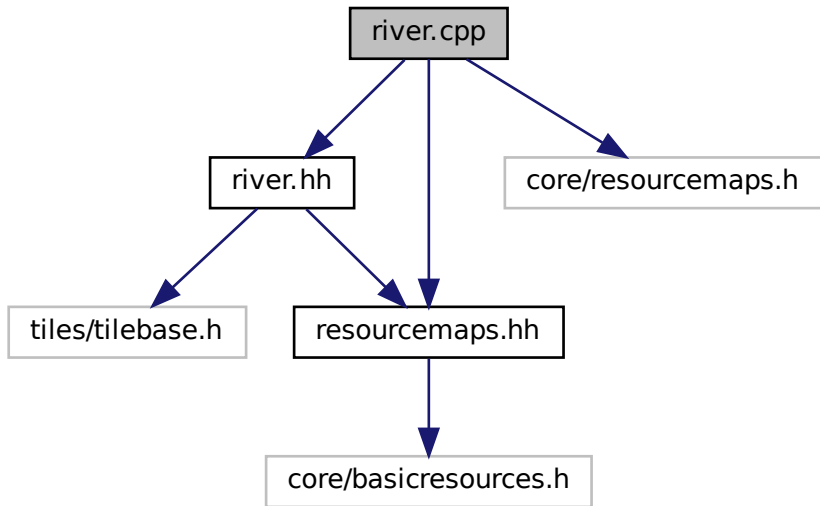 river.cpp
river.hh
core/resourcemaps.h
tiles/tilebase.h
resourcemaps.hh
core/basicresources.h